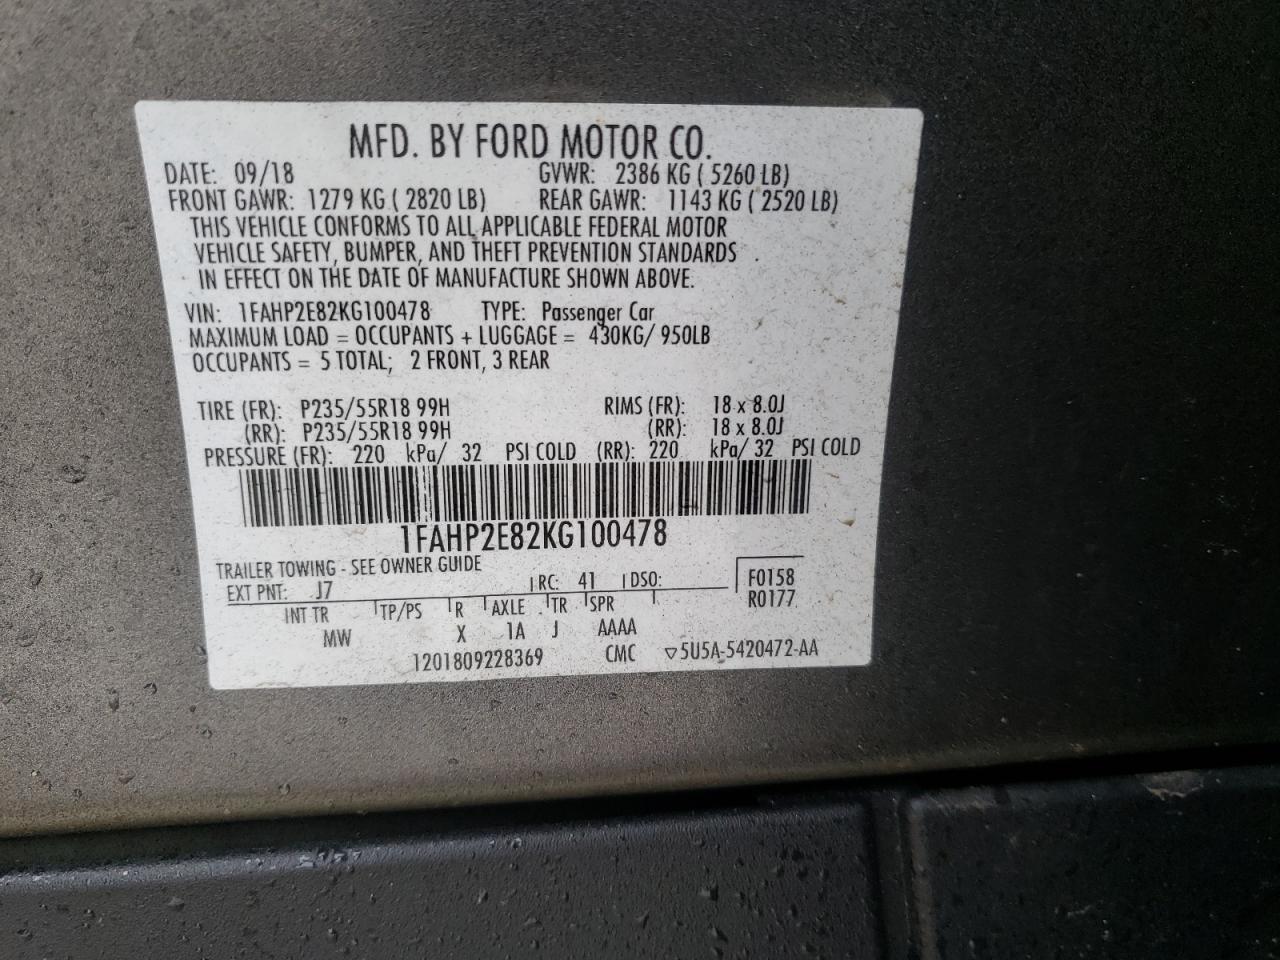 MFD. BY FORD MOTOR CO.
DATE: 09/18 GVWR: 2386 KG ( 5260 LB)
FRONT GAWR: 1279 KG ( 2820 LB) REAR GAWR: 1143 KG ( 2520 LB)
THIS VEHICLE CONFORMS TO ALL APPLICABLE FEDERAL MOTOR
VEHICLE SAFETY, BUMPER, AND THEFT PREVENTION STANDARDS
IN EFFECT ON THE DATE OF MANUFACTURE SHOWN ABOVE.
VIN: 1FAHP2E82KG100478 TYPE: Passenger Car
MAXIMUM LOAD = OCCUPANTS + LUGGAGE = 430KG/ 950LB
OCCUPANTS = 5 TOTAL; 2 FRONT, 3 REAR
TIRE (FR): P235/55R18 99H RIMS (FR): 18 x 8.0J
(RR): P235/55R18 99H (RR): 18 x 8.0J
PRESSURE (FR): 220 kPa/ 32 PSI COLD (RR): 220 kPa/ 32 PSI COLD
1FAHP2E82KG100478
TRAILER TOWING - SEE OWNER GUIDE
EXT PNT: J7 RC: 41 DSO: F0158
INT TR TP/PS R AXLE TR SPR R0177
MW X 1A J AAAA
1201809228369 CMC ▽5U5A-5420472-AA